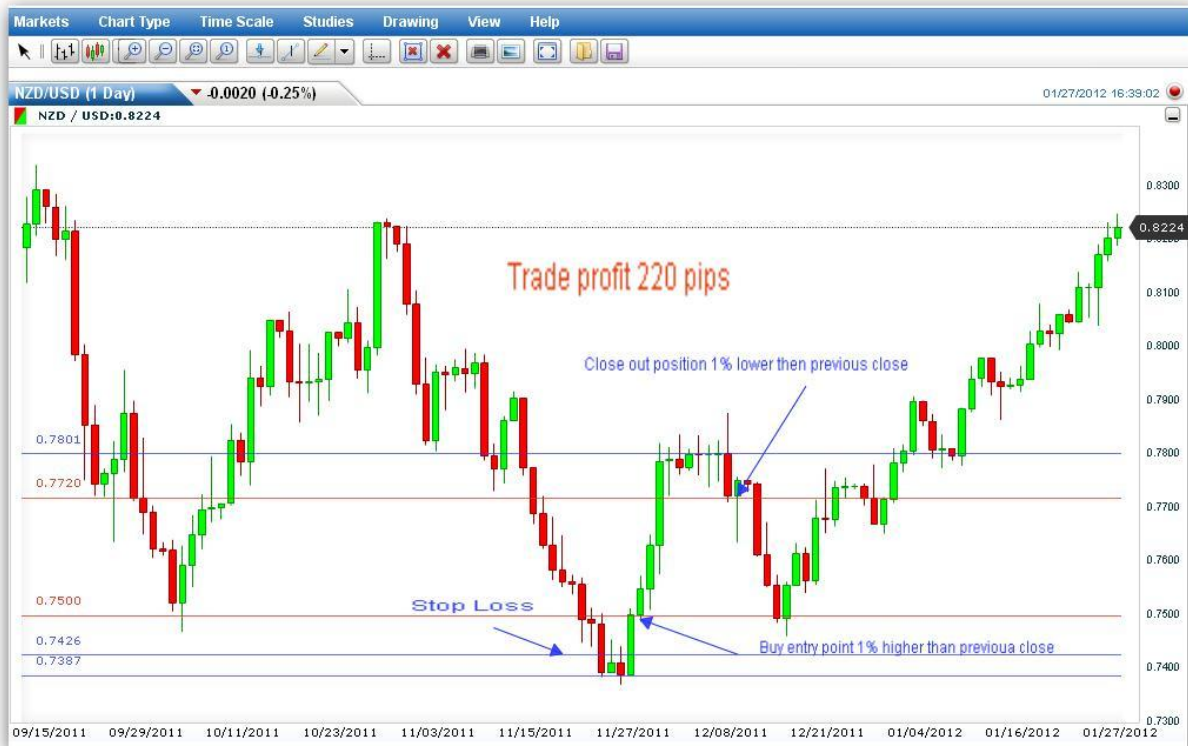 Markets Chart Type Time Scale Studies Drawing View Help
NZD/USD (1 Day) -0.0020 (-0.25%) 01/27/2012 16:39:02
NZD / USD:0.8224
0.8300
0.8224
0.8200
Trade profit 220 pips
0.8100
0.8000
Close out position 1% lower then previous close
0.7900
0.7801
0.7800
0.7720
0.7700
0.7600
0.7500
Stop Loss
0.7500
0.7426
Buy entry point 1% higher than previoua close
0.7387
0.7400
0.7300
09/15/2011 09/29/2011 10/11/2011 10/23/2011 11/03/2011 11/15/2011 11/27/2011 12/08/2011 12/21/2011 01/04/2012 01/16/2012 01/27/2012